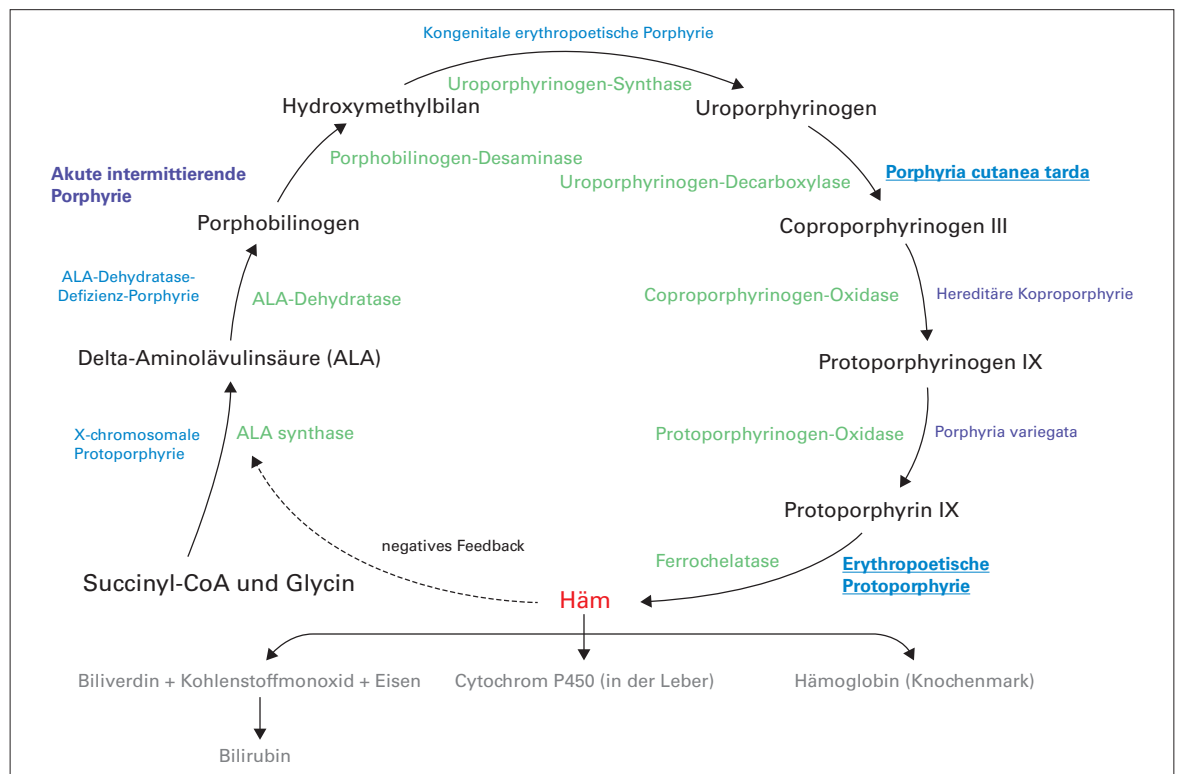 Kongenitale erythropoetische Porphyrie
Uroporphyrinogen-Synthase
Hydroxymethylbilan
Uroporphyrinogen
Porphobilinogen-Desaminase
Akute intermittierende
Porphyrie
Uroporphyrinogen-Decarboxylase
Porphyria cutanea tarda
Porphobilinogen
Coproporphyrinogen III
ALA-Dehydratase-
Defizienz-Porphyrie
ALA-Dehydratase
Coproporphyrinogen-Oxidase
Hereditäre Koproporphyrie
Delta-Aminolävulinsäure (ALA)
Protoporphyrinogen IX
X-chromosomale
Protoporphyrie
ALA synthase
Protoporphyrinogen-Oxidase
Porphyria variegata
Protoporphyrin IX
negatives Feedback
Ferrochelatase
Erythropoetische
Protoporphyrie
Succinyl-CoA und Glycin
Häm
Biliverdin + Kohlenstoffmonoxid + Eisen
Cytochrom P450 (in der Leber)
Hämoglobin (Knochenmark)
Bilirubin